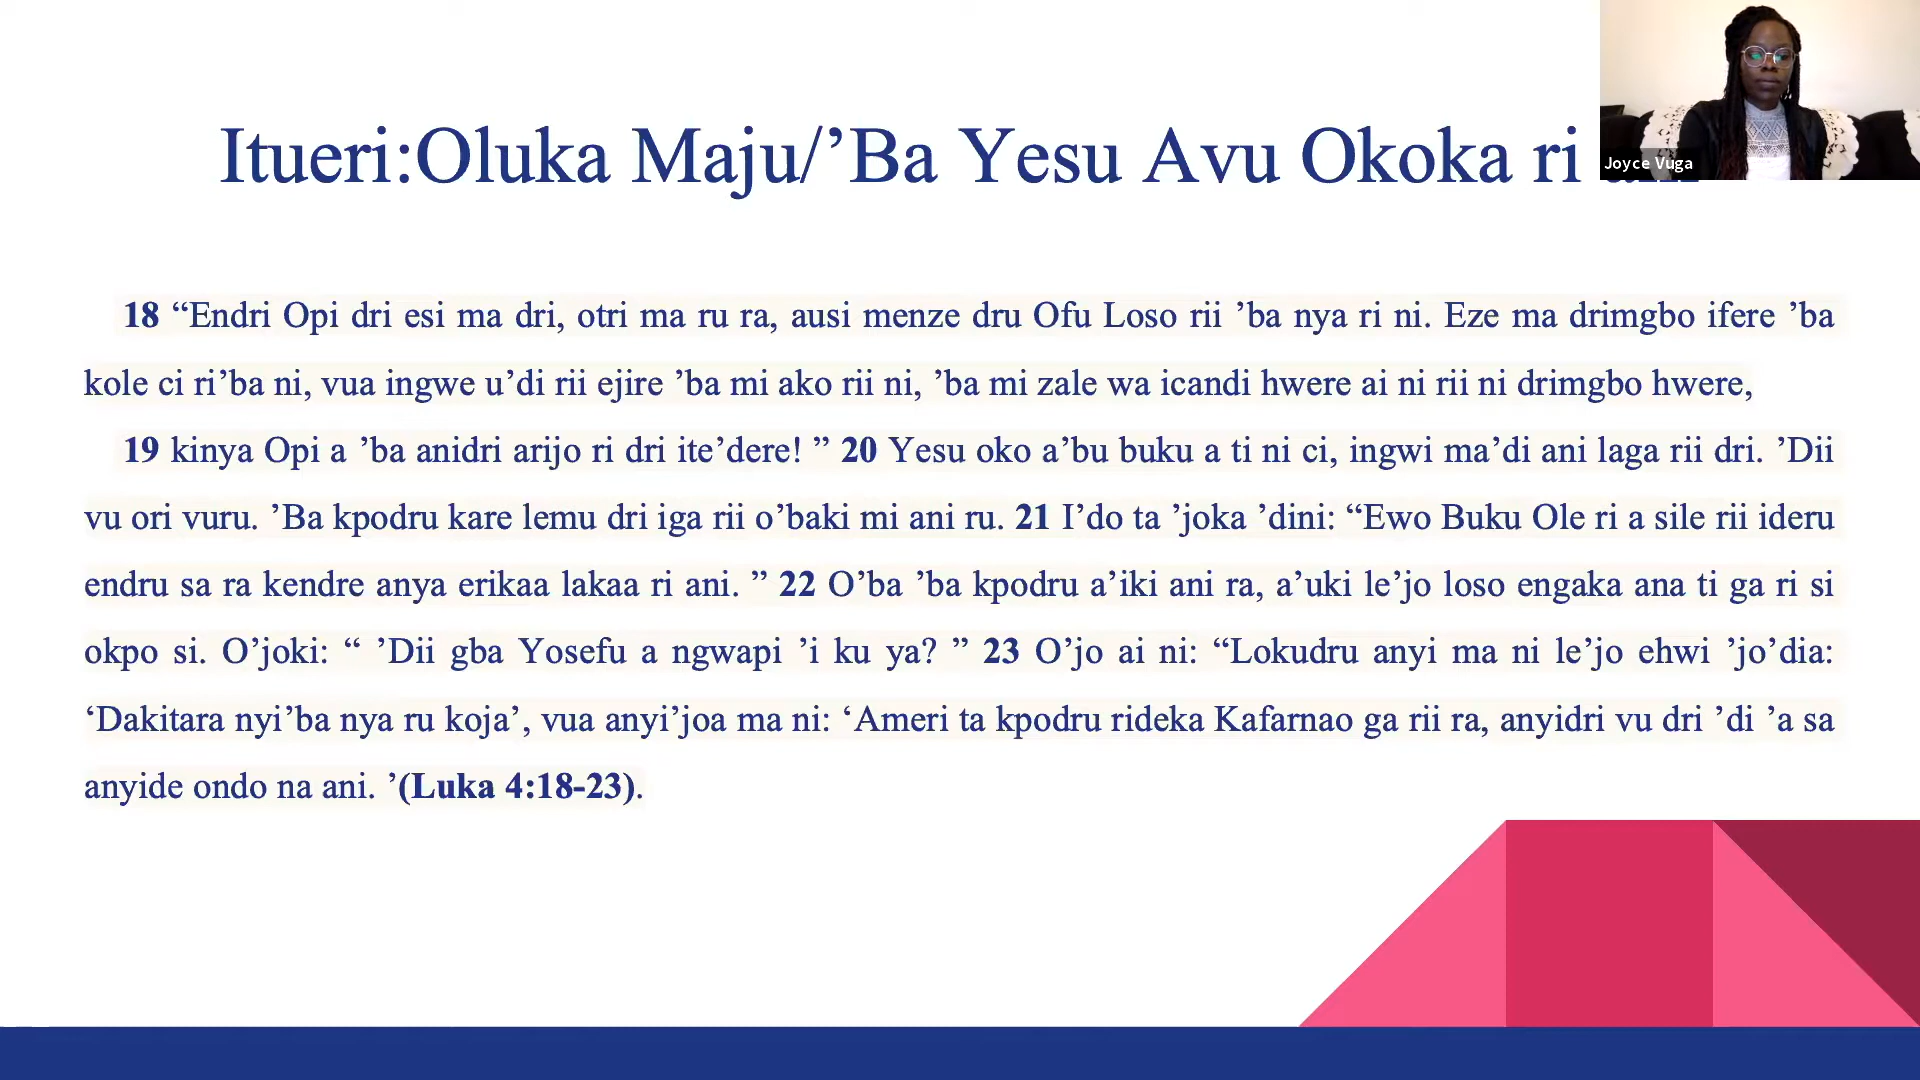 Itueri:Oluka Maju/’Ba Yesu Avu Okoka ri
Joyce Vuga
18 “Endri Opi dri esi ma dri, otri ma ru ra, ausi menze dru Ofu Loso rii ’ba nya ri ni. Eze ma drimgbo ifere ’ba
kole ci ri’ba ni, vua ingwe u’di rii ejire ’ba mi ako rii ni, ’ba mi zale wa icandi hwere ai ni rii ni drimgbo hwere,
19 kinya Opi a ’ba anidri arijo ri dri ite’dere! ” 20 Yesu oko a’bu buku a ti ni ci, ingwi ma’di ani laga rii dri. ’Dii
vu ori vuru. ’Ba kpodru kare lemu dri iga rii o’baki mi ani ru. 21 I’do ta ’joka ’dini: “Ewo Buku Ole ri a sile rii ideru
endru sa ra kendre anya erikaa lakaa ri ani. ” 22 O’ba ’ba kpodru a’iki ani ra, a’uki le’jo loso engaka ana ti ga ri si
okpo si. O’joki: “ ’Dii gba Yosefu a ngwapi ’i ku ya? ” 23 O’jo ai ni: “Lokudru anyi ma ni le’jo ehwi ’jo’dia:
‘Dakitara nyi’ba nya ru koja’, vua anyi’joa ma ni: ‘Ameri ta kpodru rideka Kafarnao ga rii ra, anyidri vu dri ’di ’a sa
anyide ondo na ani. ’(Luka 4:18-23).